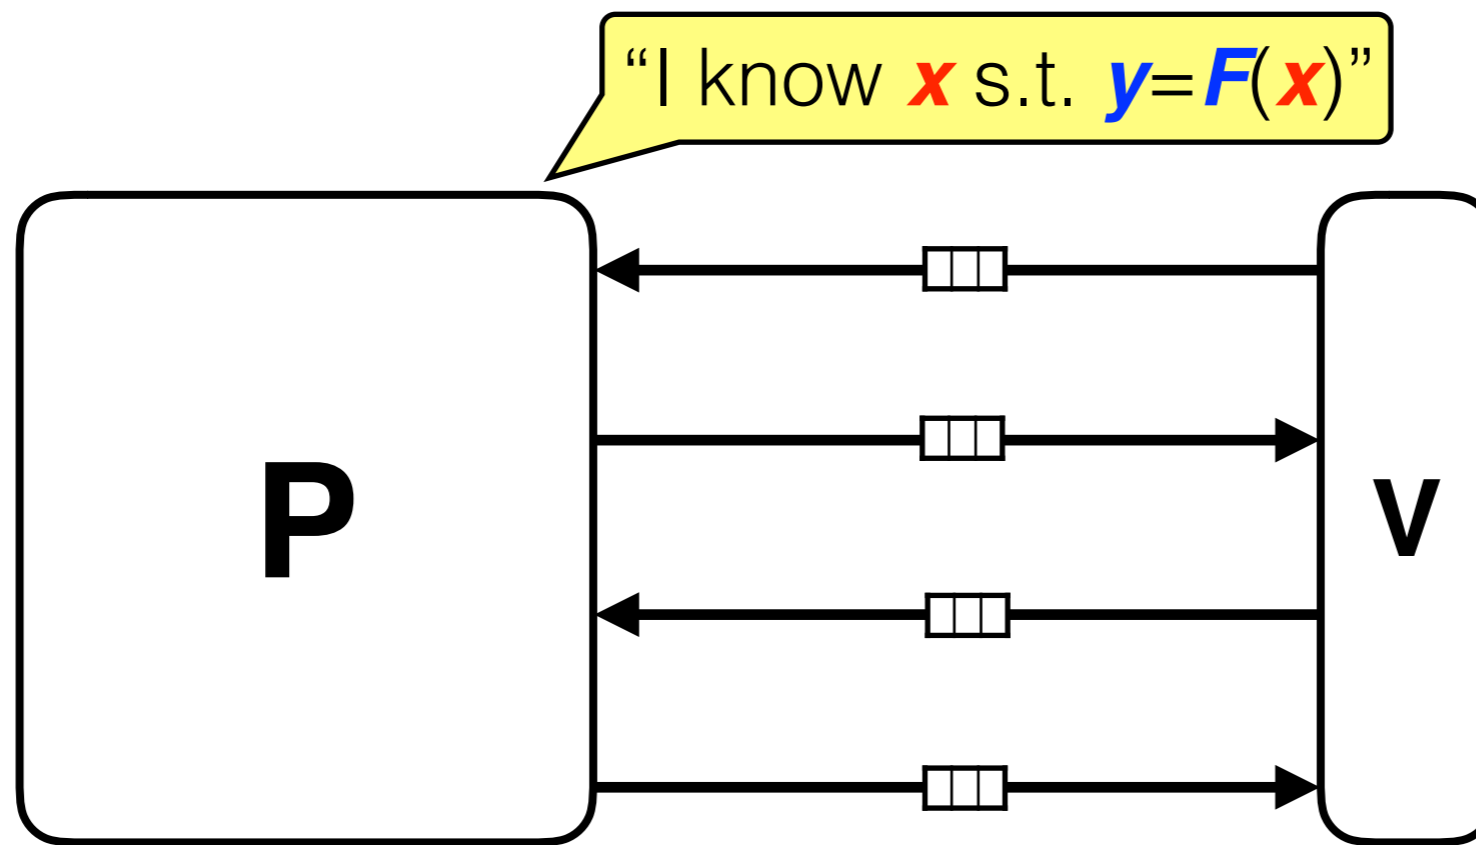 “I know x s.t. y=F(x)”
P
V